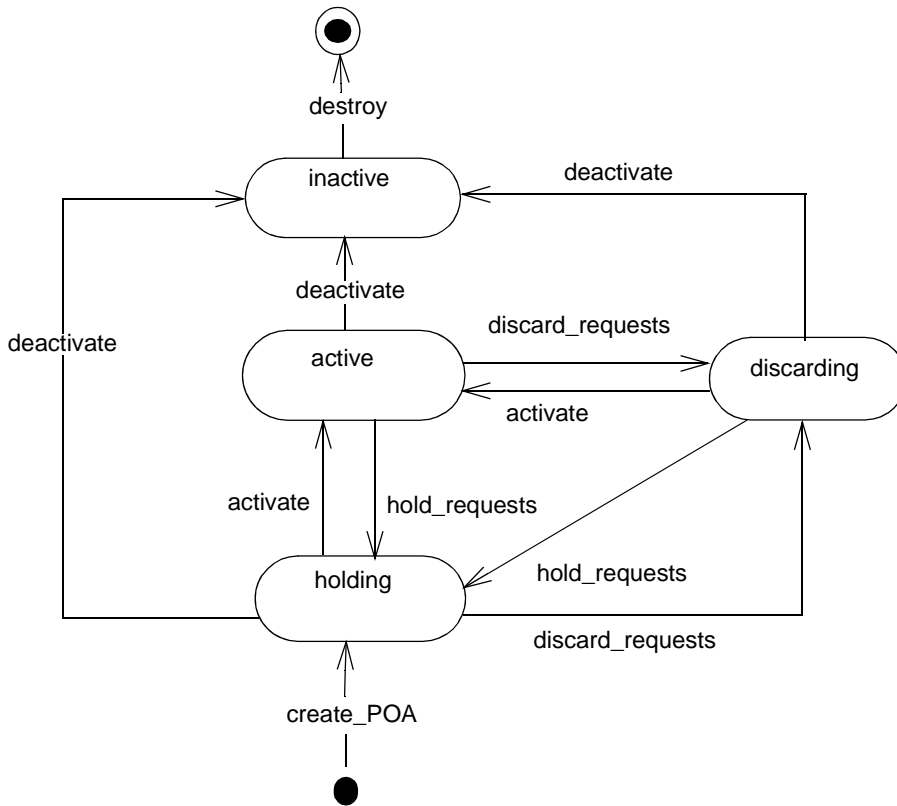 destroy
inactive
deactivate
deactivate
discard_requests
deactivate
active
discarding
activate
activate
hold_requests
holding
hold_requests
discard_requests
create_POA